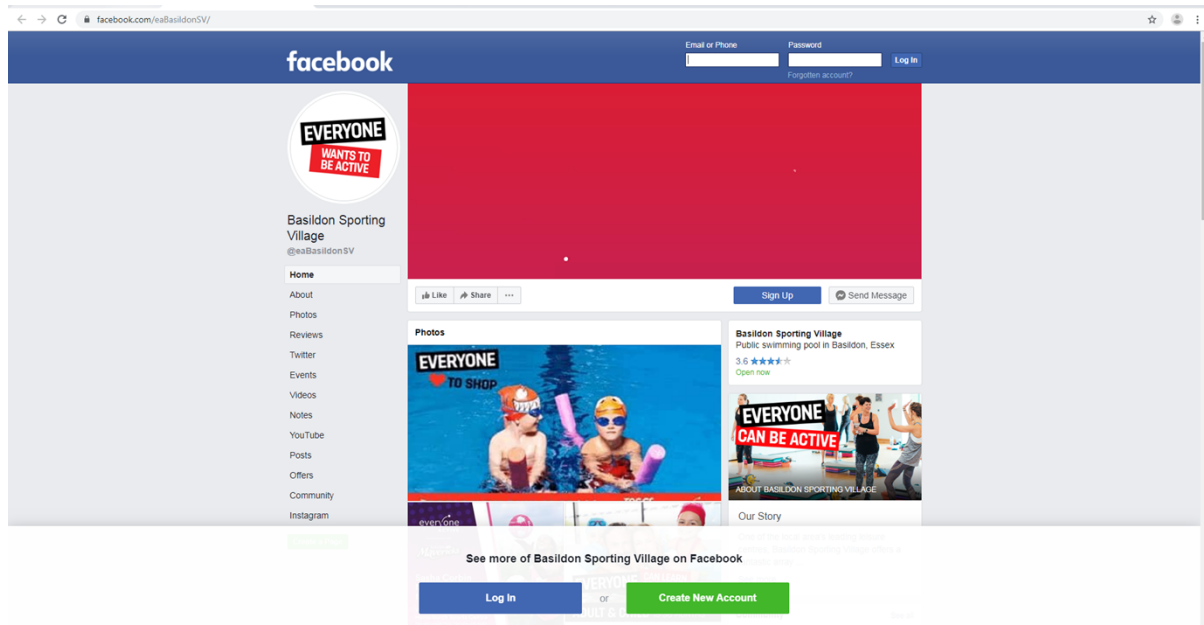 facebook.com/eaBasildonSV/
facebook
Email or Phone
Password
Log In
Forgotten account?
EVERYONE
WANTS TO
BE ACTIVE
Basildon Sporting
Village
@eaBasildonSV
Home
About
Photos
Reviews
Twitter
Events
Videos
Notes
YouTube
Posts
Offers
Community
Instagram
Like
Share
Sign Up
Send Message
Photos
EVERYONE
TO SHOP
everyone
Basildon Sporting Village
Public swimming pool in Basildon, Essex
3.6
Open now
EVERYONE
CAN BE ACTIVE
ABOUT BASILDON SPORTING VILLAGE
Our Story
See more of Basildon Sporting Village on Facebook
Log In
or
Create New Account